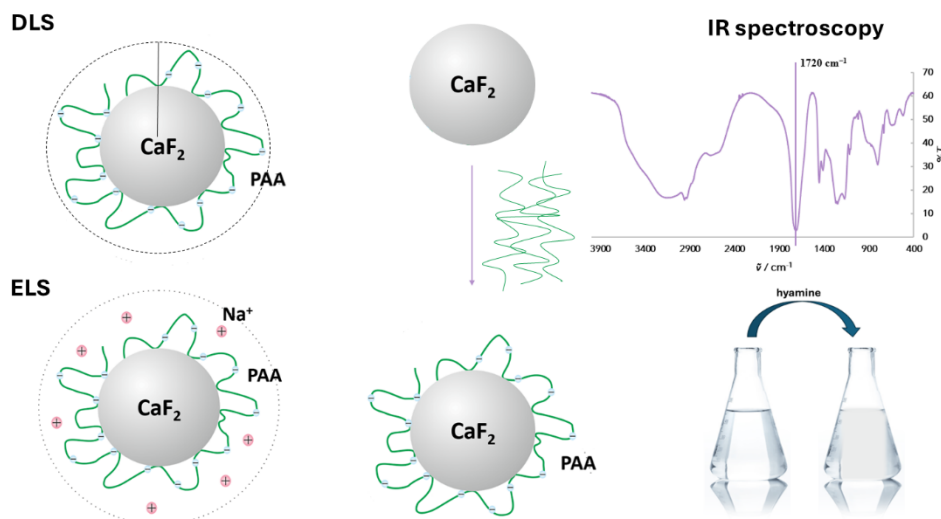 DLS
CaF₂
PAA
CaF₂
IR spectroscopy
1720 cm⁻¹
70
60
50
40
30
20
10
0
%T
3900 3400 2900 2400 1900 1400 900 400
ṽ / cm⁻¹
ELS
Na⁺
PAA
CaF₂
CaF₂
PAA
hyamine